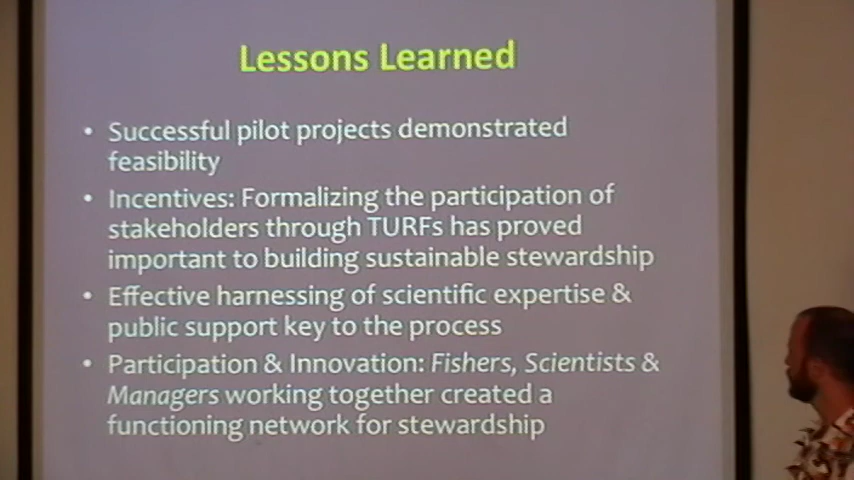 Lessons Learned
• Successful pilot projects demonstrated
feasibility
• Incentives: Formalizing the participation of
stakeholders through TURFs has proved
important to building sustainable stewardship
• Effective harnessing of scientific expertise &
public support key to the process
• Participation & Innovation: Fishers, Scientists &
Managers working together created a
functioning network for stewardship